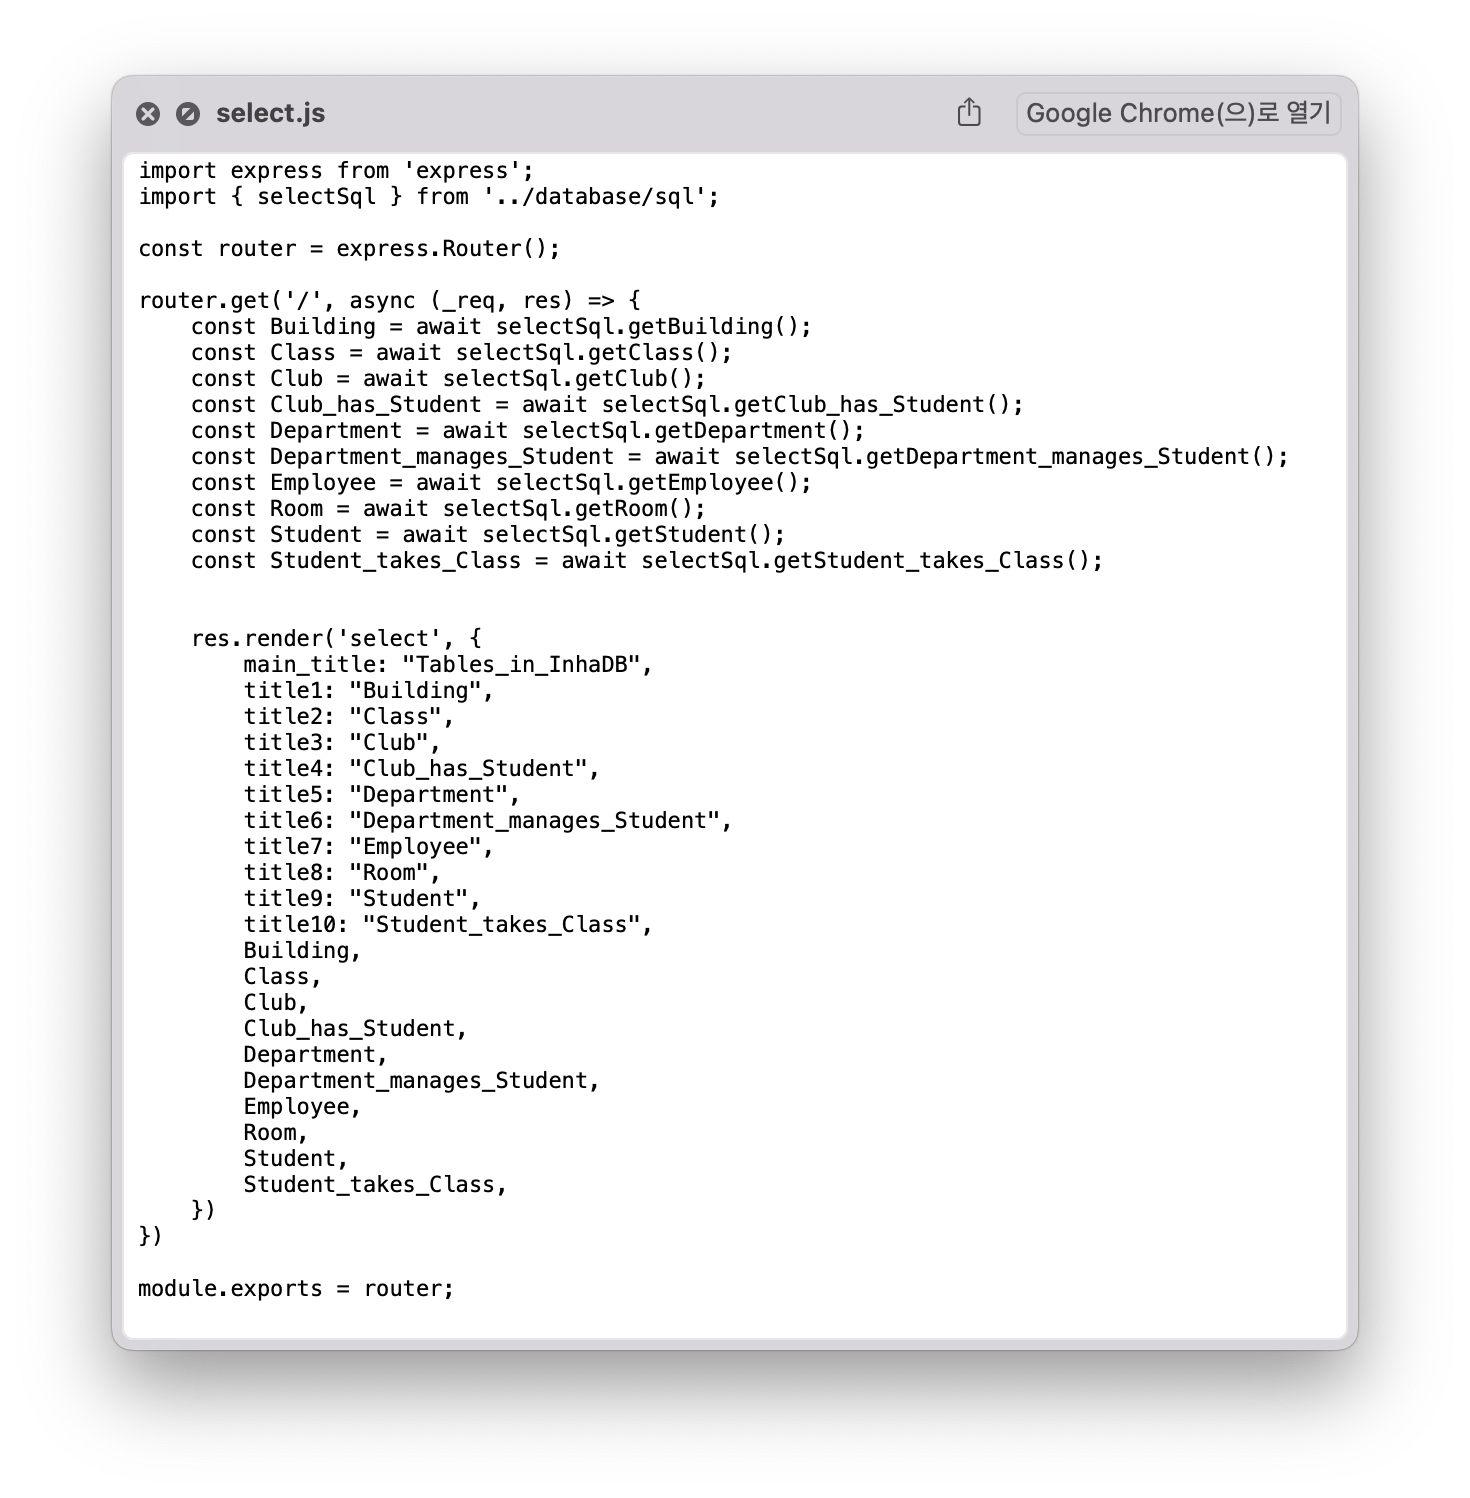 select.js
Google Chrome(으)로 열기
import express from 'express';
import { selectSql } from '../database/sql';

const router = express.Router();

router.get('/', async (_req, res) => {
    const Building = await selectSql.getBuilding();
    const Class = await selectSql.getClass();
    const Club = await selectSql.getClub();
    const Club_has_Student = await selectSql.getClub_has_Student();
    const Department = await selectSql.getDepartment();
    const Department_manages_Student = await selectSql.getDepartment_manages_Student();
    const Employee = await selectSql.getEmployee();
    const Room = await selectSql.getRoom();
    const Student = await selectSql.getStudent();
    const Student_takes_Class = await selectSql.getStudent_takes_Class();


    res.render('select', {
        main_title: "Tables_in_InhaDB",
        title1: "Building",
        title2: "Class",
        title3: "Club",
        title4: "Club_has_Student",
        title5: "Department",
        title6: "Department_manages_Student",
        title7: "Employee",
        title8: "Room",
        title9: "Student",
        title10: "Student_takes_Class",
        Building,
        Class,
        Club,
        Club_has_Student,
        Department,
        Department_manages_Student,
        Employee,
        Room,
        Student,
        Student_takes_Class,
    })
})

module.exports = router;